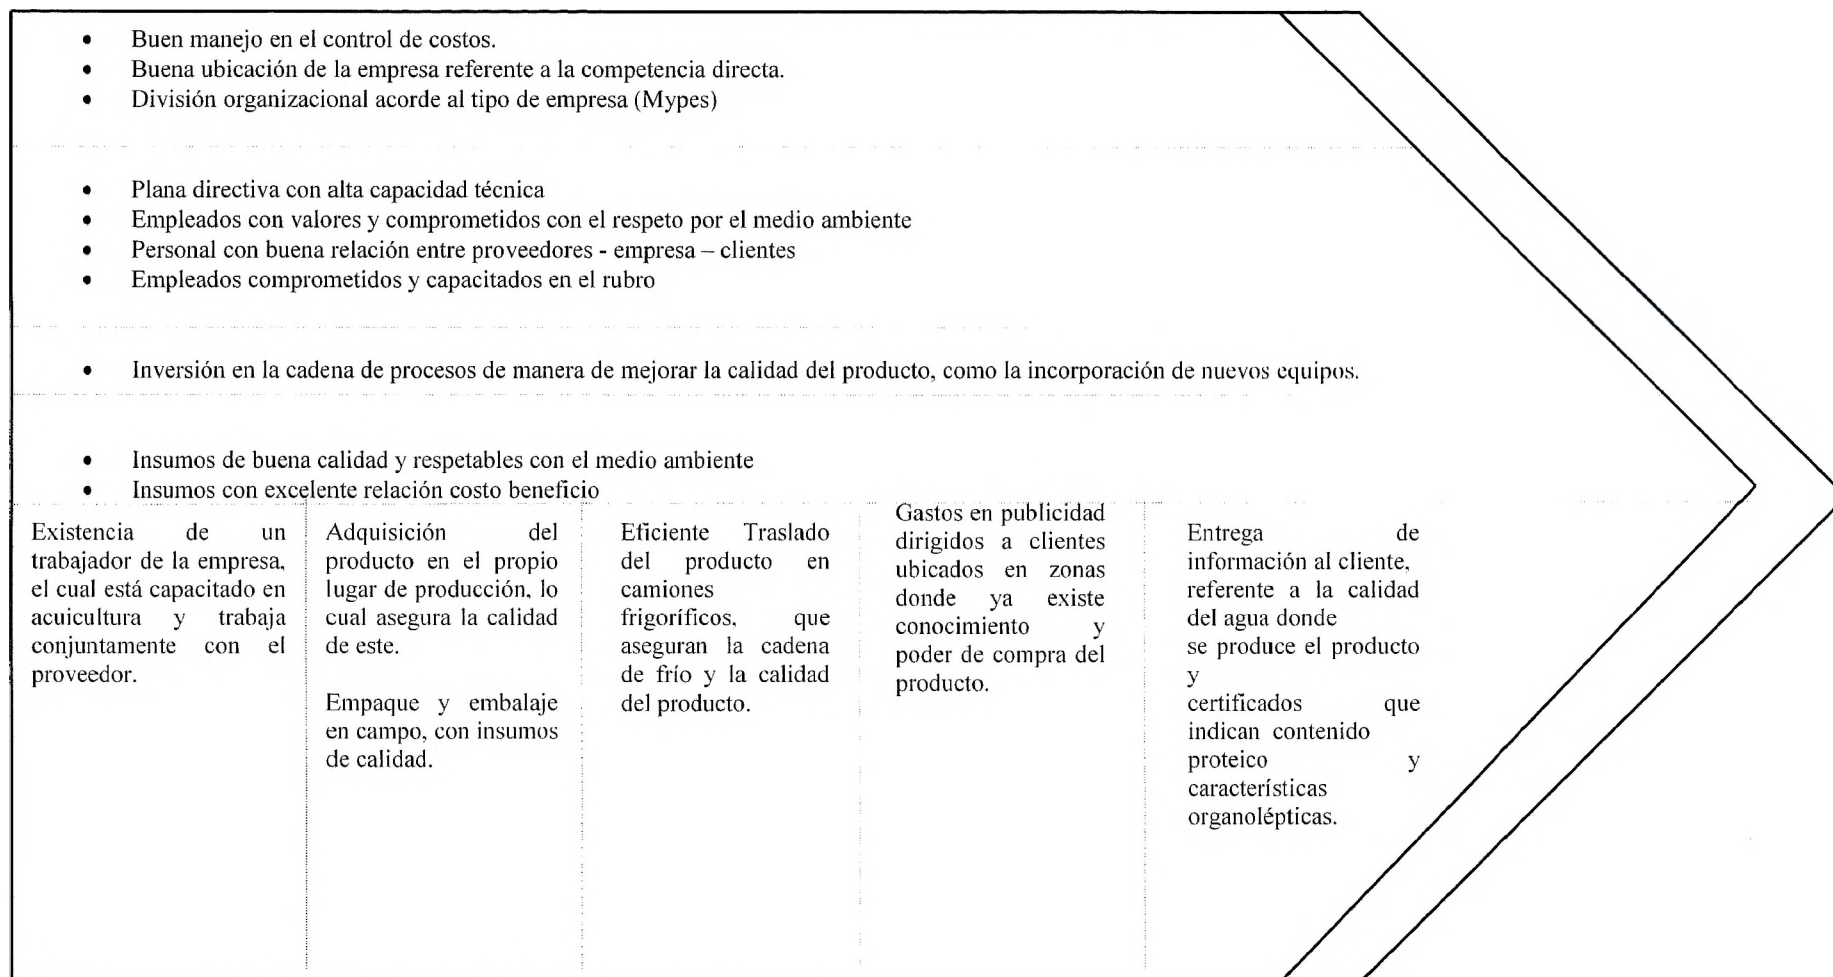 • Buen manejo en el control de costos.
• Buena ubicación de la empresa referente a la competencia directa.
• División organizacional acorde al tipo de empresa (Mypes)
• Plana directiva con alta capacidad técnica
• Empleados con valores y comprometidos con el respeto por el medio ambiente
• Personal con buena relación entre proveedores - empresa – clientes
• Empleados comprometidos y capacitados en el rubro
• Inversión en la cadena de procesos de manera de mejorar la calidad del producto, como la incorporación de nuevos equipos.
• Insumos de buena calidad y respetables con el medio ambiente
• Insumos con excelente relación costo beneficio
Existencia de un
trabajador de la empresa,
el cual está capacitado en
acuicultura y trabaja
conjuntamente con el
proveedor.
Adquisición del
producto en el propio
lugar de producción, lo
cual asegura la calidad
de este.
Empaque y embalaje
en campo, con insumos
de calidad.
Eficiente Traslado
del producto en
camiones
frigoríficos, que
aseguran la cadena
de frío y la calidad
del producto.
Gastos en publicidad
dirigidos a clientes
ubicados en zonas
donde ya existe
conocimiento y
poder de compra del
producto.
Entrega de
información al cliente,
referente a la calidad
del agua donde
se produce el producto
y
certificados que
indican contenido
proteico y
características
organolépticas.